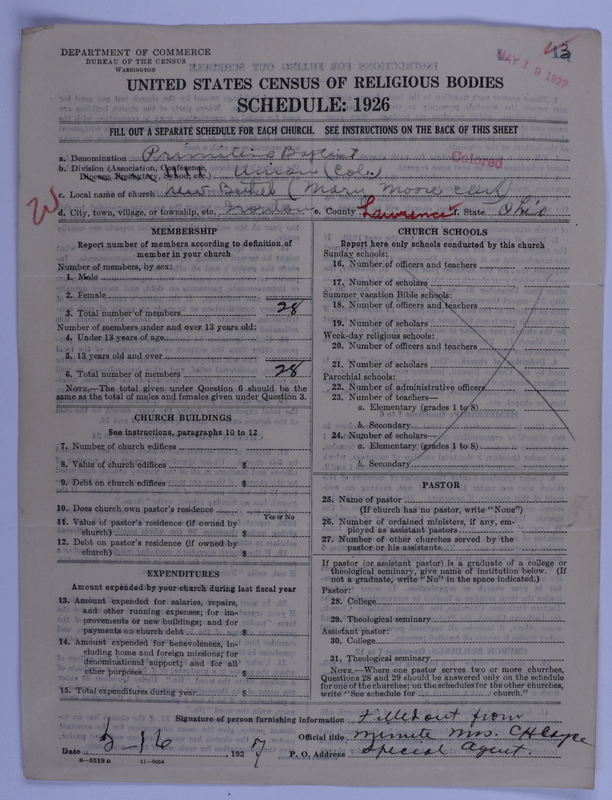 DEPARTMENT OF COMMERCE
BUREAU OF THE CENSUS
WASHINGTON
13
MAY 19 1927
UNITED STATES CENSUS OF RELIGIOUS BODIES
SCHEDULE: 1926
FILL OUT A SEPARATE SCHEDULE FOR EACH CHURCH. SEE INSTRUCTIONS ON THE BACK OF THIS SHEET
a. Denomination Primitive Baptist
b. Division (Association, Conference, Diocese, Presbytery, Synod, etc.) Union (Col.)
Colored
c. Local name of church New Bethel (Mary Moore clerk)
d. City, town, village, or township, etc. Ironton e. County Lawrence f. State Ohio
MEMBERSHIP
Report number of members according to definition of
member in your church
Number of members, by sex:
1. Male
2. Female
3. Total number of members 28
Number of members under and over 13 years old:
4. Under 13 years of age
5. 13 years old and over
6. Total number of members 28
NOTE.—The total given under Question 6 should be
same as the total of males and females given under Question 3.
CHURCH BUILDINGS
See instructions, paragraphs 10 to 12
7. Number of church edifices
8. Value of church edifices $
9. Debt on church edifices $
10. Does church own pastor's residence
Yes or No
11. Value of pastor's residence (if owned by
church) $
12. Debt on pastor's residence (if owned by
church) $
EXPENDITURES
Amount expended by your church during last fiscal year
13. Amount expended for salaries, repairs,
and other running expenses; for im-
provements or new buildings; and for
payments on church debt $
14. Amount expended for benevolences, in-
cluding home and foreign missions; for
denominational support; and for all
other purposes $
15. Total expenditures during year $
CHURCH SCHOOLS
Report here only schools conducted by this church
Sunday schools:
16. Number of officers and teachers
17. Number of scholars
Summer vacation Bible schools:
18. Number of officers and teachers
19. Number of scholars
Week-day religious schools:
20. Number of officers and teachers
21. Number of scholars
Parochial schools:
22. Number of administrative officers
23. Number of teachers—
a. Elementary (grades 1 to 8)
b. Secondary
24. Number of scholars—
a. Elementary (grades 1 to 8)
b. Secondary
PASTOR
25. Name of pastor
(If church has no pastor, write "None")
26. Number of ordained ministers, if any, em-
ployed as assistant pastors
27. Number of other churches served by the
pastor or his assistants
If pastor (or assistant pastor) is a graduate of a college or
theological seminary, give name of institution below. (If
not a graduate, write "No" in the space indicated.)
Pastor:
28. College
29. Theological seminary
Assistant pastor:
30. College
31. Theological seminary
NOTE.—Where one pastor serves two or more churches,
Questions 28 and 29 should be answered only on the schedule
for one of the churches; on the schedules for the other churches,
write "See schedule for church."
Signature of person furnishing information Filled out from
Official title minute Mrs. CH Cayce
Date 5-16 1927 P. O. Address Special Agent.
8—5518 a 11—9054